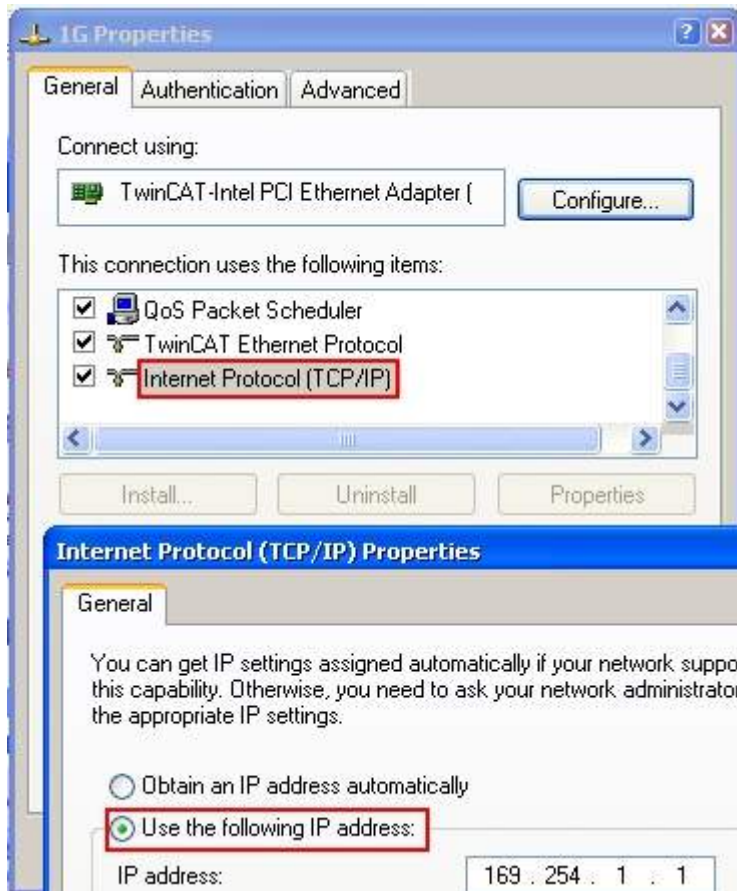 1G Properties
General Authentication Advanced
Connect using:
TwinCAT-Intel PCI Ethernet Adapter (
Configure...
This connection uses the following items:
QoS Packet Scheduler
TwinCAT Ethernet Protocol
Internet Protocol (TCP/IP)
Install... Uninstall Properties
Internet Protocol (TCP/IP) Properties
General
You can get IP settings assigned automatically if your network suppo
this capability. Otherwise, you need to ask your network administrator
the appropriate IP settings.
Obtain an IP address automatically
Use the following IP address:
IP address: 169 . 254 . 1 . 1